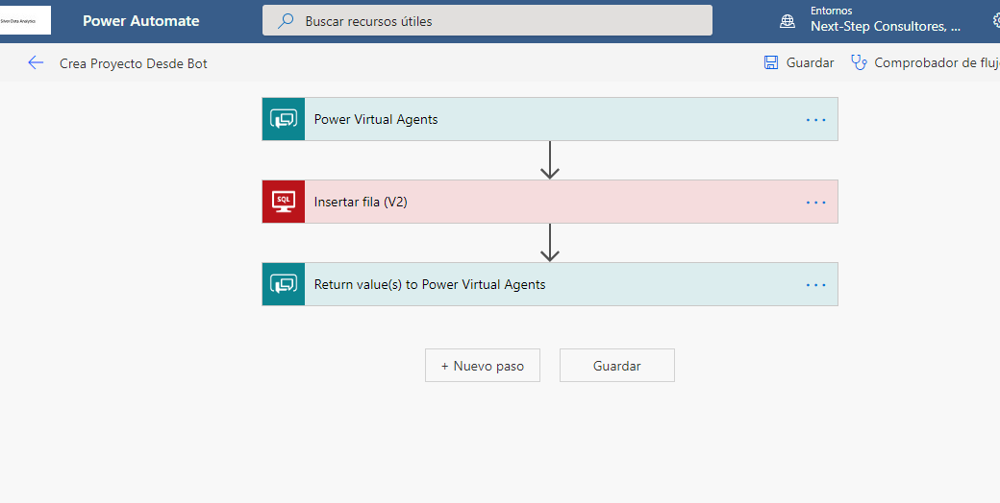 Silver Data Analytics
Power Automate
Buscar recursos útiles
Entornos
Next-Step Consultores, ...
Crea Proyecto Desde Bot
Guardar
Comprobador de fluj
Power Virtual Agents
...
SQL
Insertar fila (V2)
...
Return value(s) to Power Virtual Agents
...
+ Nuevo paso
Guardar